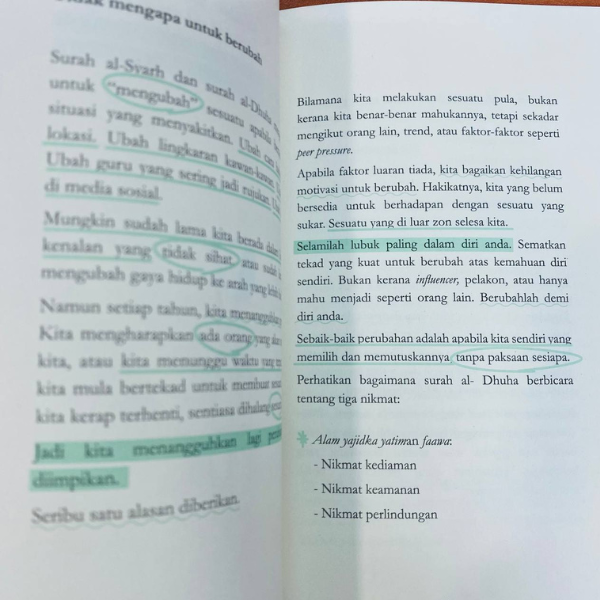 mengapa untuk berubah
Surah al-Syarh dan surah al-Dhuha
untuk "mengubah" sesuatu apabila
situasi yang menyakitkan. Ubah cara
lokasi. Ubah lingkaran kawan-kawan.
Ubah guru yang sering jadi rujukan.
di media sosial.
Mungkin sudah lama kita berada dalam
kenalan yang tidak sihat atau sudah
mengubah gaya hidup ke arah yang
Namun setiap tahun, kita menangguhkan
Kita mengharapkan ada orang yang
kita, atau kita menunggu waktu yang
kita mula bertekad untuk membuat
kita kerap terhenti, sentiasa dihalang
Jadi kita menangguhkan lagi
diimpikan.
Seribu satu alasan diberikan.
Bilamana kita melakukan sesuatu pula, bukan
kerana kita benar-benar mahukannya, tetapi sekadar
mengikut orang lain, trend, atau faktor-faktor seperti
peer pressure.
Apabila faktor luaran tiada, kita bagaikan kehilangan
motivasi untuk berubah. Hakikatnya, kita yang belum
bersedia untuk berhadapan dengan sesuatu yang
sukar. Sesuatu yang di luar zon selesa kita.
Selamilah lubuk paling dalam diri anda. Sematkan
tekad yang kuat untuk berubah atas kemahuan diri
sendiri. Bukan kerana influencer, pelakon, atau hanya
mahu menjadi seperti orang lain. Berubahlah demi
diri anda.
Sebaik-baik perubahan adalah apabila kita sendiri yang
memilih dan memutuskannya tanpa paksaan sesiapa.
Perhatikan bagaimana surah al- Dhuha berbicara
tentang tiga nikmat:
Alam yajidka yatiman faawa:
- Nikmat kediaman
- Nikmat keamanan
- Nikmat perlindungan